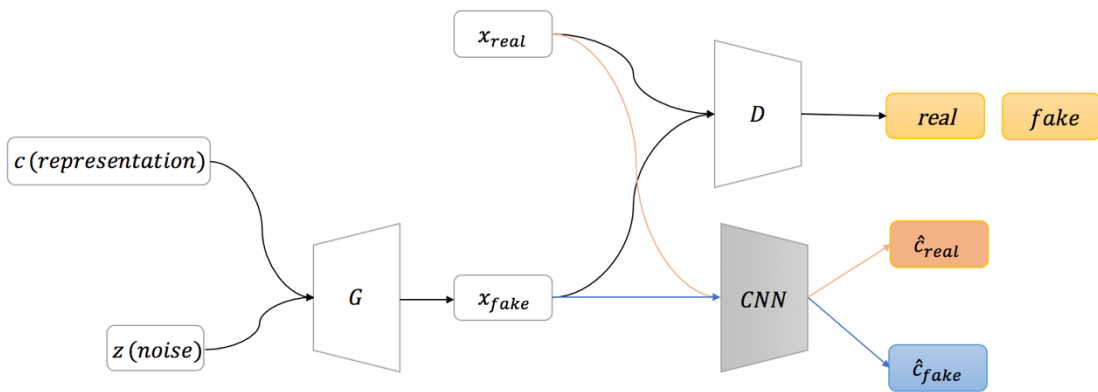 x_real
D
real
fake
c (representation)
G
x_fake
z (noise)
CNN
ĉ_real
ĉ_fake